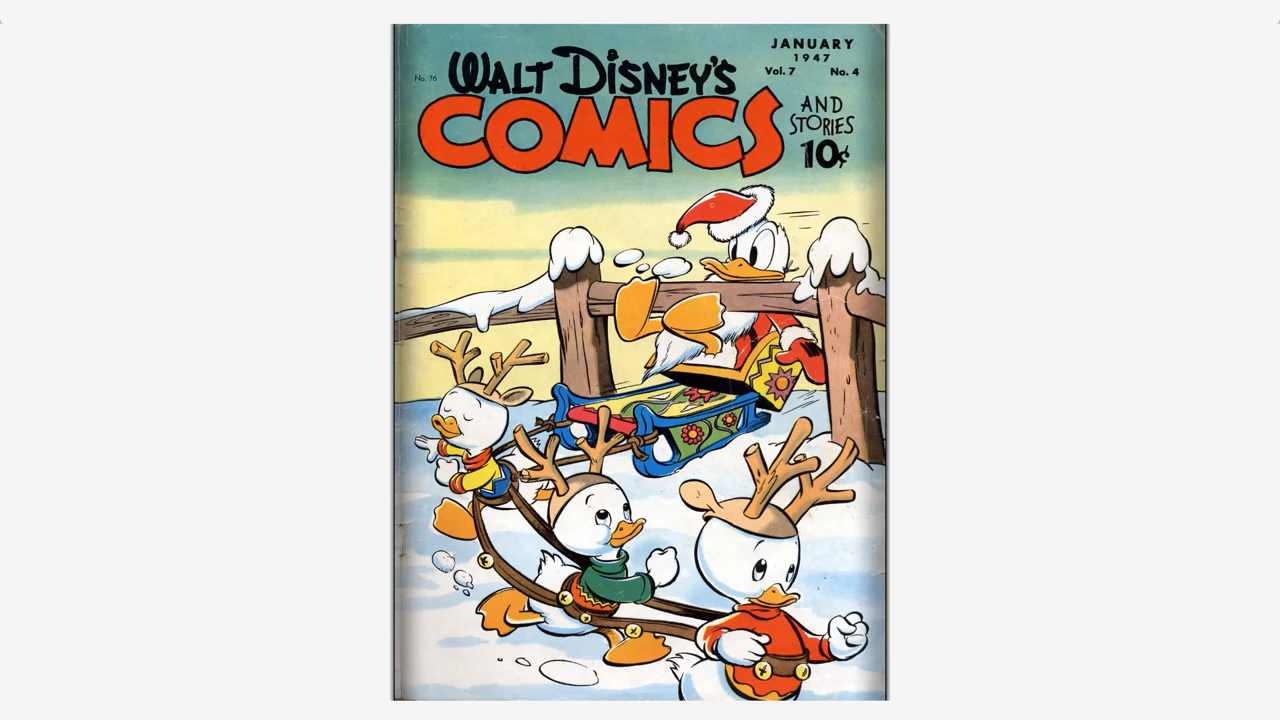 JANUARY
1947
Vol. 7 No. 4
No. 76
WALT DISNEY'S
COMICS
AND
STORIES
10¢